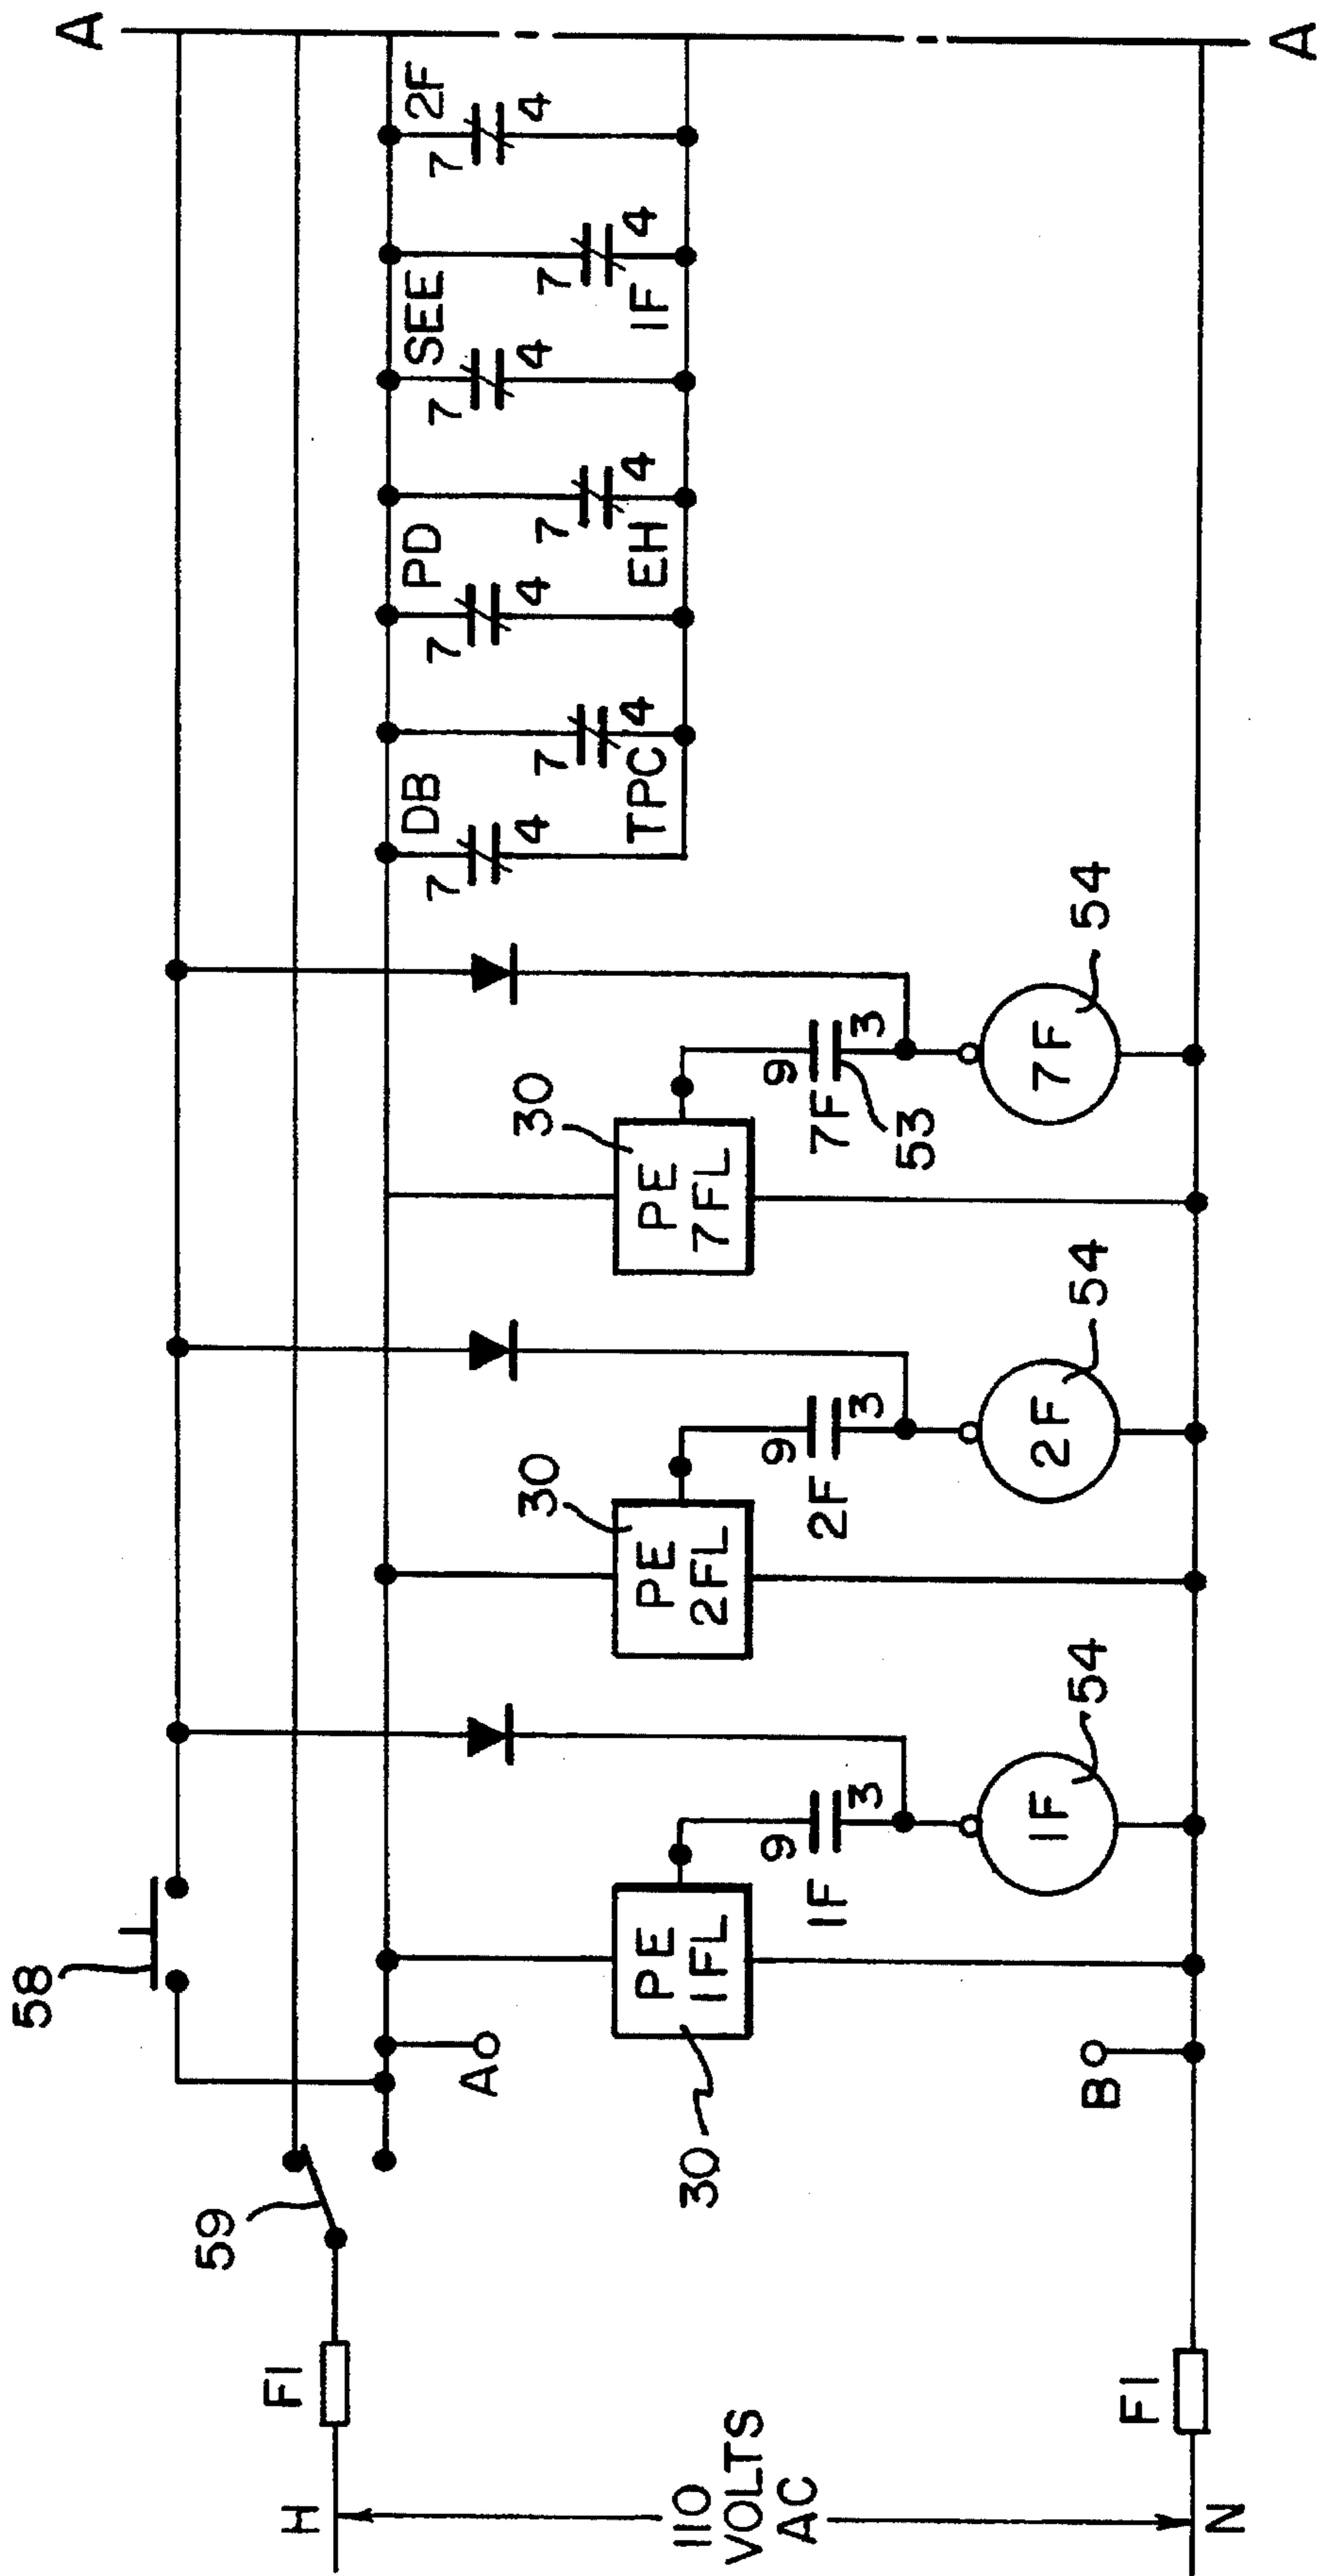 A
A
58
59
H
F1
110
VOLTS
AC
N
F1
A
B
30
PE
1FL
9
3
1F
1F
54
30
PE
2FL
9
3
2F
2F
54
30
PE
7FL
9
3
7F
53
7F
54
DB
7
4
7
4
TPC
PD
7
4
7
4
EH
SEE
7
4
7
4
1F
2F
7
4